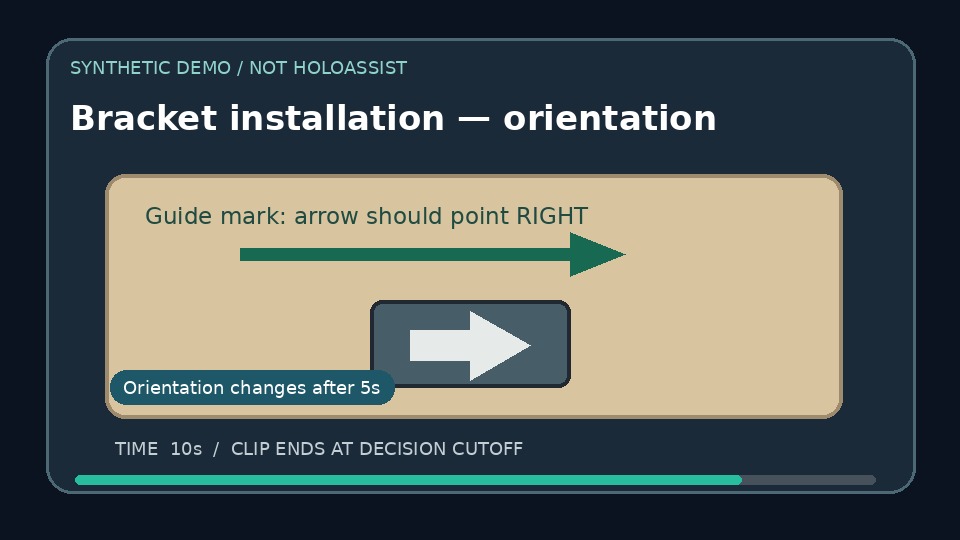 SYNTHETIC DEMO / NOT HOLOASSIST
Bracket installation — orientation
Guide mark: arrow should point RIGHT
Orientation changes after 5s
TIME 10s / CLIP ENDS AT DECISION CUTOFF